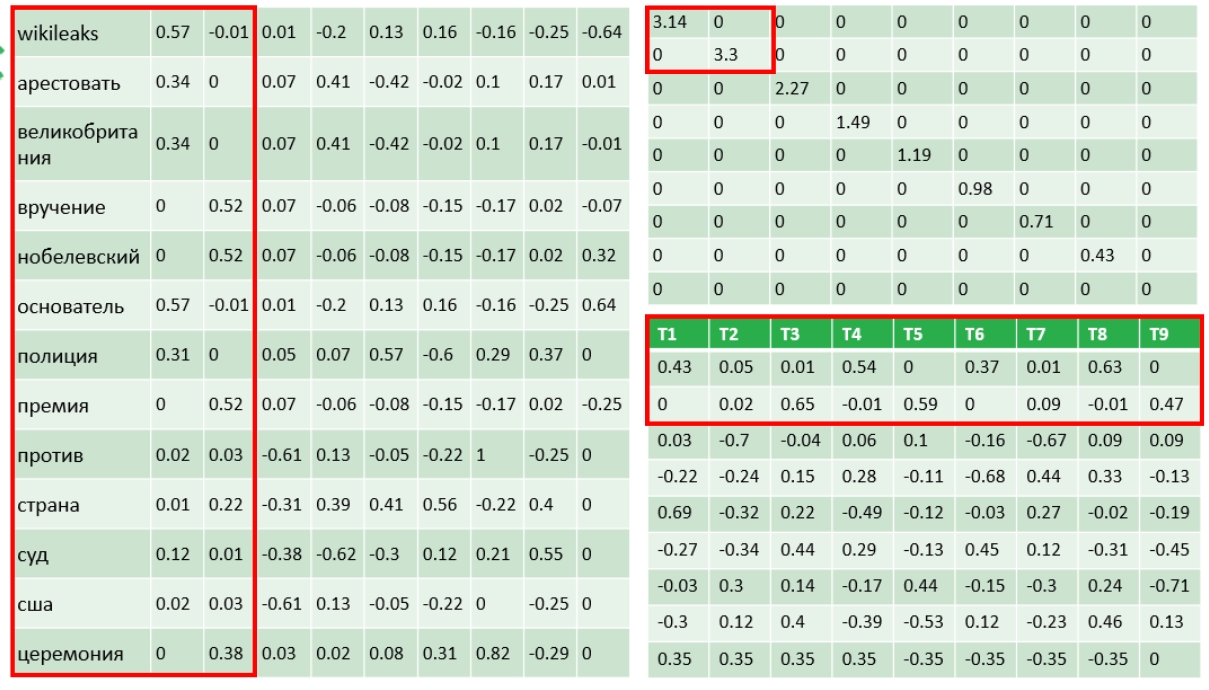 wikileaks 0.57 -0.01 0.01 -0.2 0.13 0.16 -0.16 -0.25 -0.64
арестовать 0.34 0 0.07 0.41 -0.42 -0.02 0.1 0.17 0.01
великобрита
ния 0.34 0 0.07 0.41 -0.42 -0.02 0.1 0.17 -0.01
вручение 0 0.52 0.07 -0.06 -0.08 -0.15 -0.17 0.02 -0.07
нобелевский 0 0.52 0.07 -0.06 -0.08 -0.15 -0.17 0.02 0.32
основатель 0.57 -0.01 0.01 -0.2 0.13 0.16 -0.16 -0.25 0.64
полиция 0.31 0 0.05 0.07 0.57 -0.6 0.29 0.37 0
премия 0 0.52 0.07 -0.06 -0.08 -0.15 -0.17 0.02 -0.25
против 0.02 0.03 -0.61 0.13 -0.05 -0.22 1 -0.25 0
страна 0.01 0.22 -0.31 0.39 0.41 0.56 -0.22 0.4 0
суд 0.12 0.01 -0.38 -0.62 -0.3 0.12 0.21 0.55 0
сша 0.02 0.03 -0.61 0.13 -0.05 -0.22 0 -0.25 0
церемония 0 0.38 0.03 0.02 0.08 0.31 0.82 -0.29 0
3.14 0 0 0 0 0 0 0 0
0 3.3 0 0 0 0 0 0 0
0 0 2.27 0 0 0 0 0 0
0 0 0 1.49 0 0 0 0 0
0 0 0 0 1.19 0 0 0 0
0 0 0 0 0 0.98 0 0 0
0 0 0 0 0 0 0.71 0 0
0 0 0 0 0 0 0 0.43 0
0 0 0 0 0 0 0 0 0
T1 T2 T3 T4 T5 T6 T7 T8 T9
0.43 0.05 0.01 0.54 0 0.37 0.01 0.63 0
0 0.02 0.65 -0.01 0.59 0 0.09 -0.01 0.47
0.03 -0.7 -0.04 0.06 0.1 -0.16 -0.67 0.09 0.09
-0.22 -0.24 0.15 0.28 -0.11 -0.68 0.44 0.33 -0.13
0.69 -0.32 0.22 -0.49 -0.12 -0.03 0.27 -0.02 -0.19
-0.27 -0.34 0.44 0.29 -0.13 0.45 0.12 -0.31 -0.45
-0.03 0.3 0.14 -0.17 0.44 -0.15 -0.3 0.24 -0.71
-0.3 0.12 0.4 -0.39 -0.53 0.12 -0.23 0.46 0.13
0.35 0.35 0.35 0.35 -0.35 -0.35 -0.35 -0.35 0